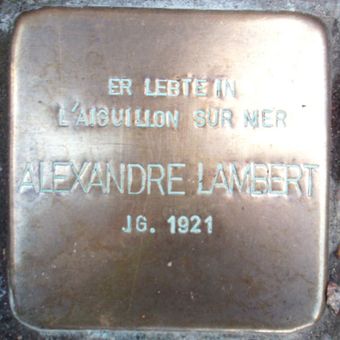 ER LEBTE IN
L'AIGUILLON SUR MER
ALEXANDRE LAMBERT
JG. 1921